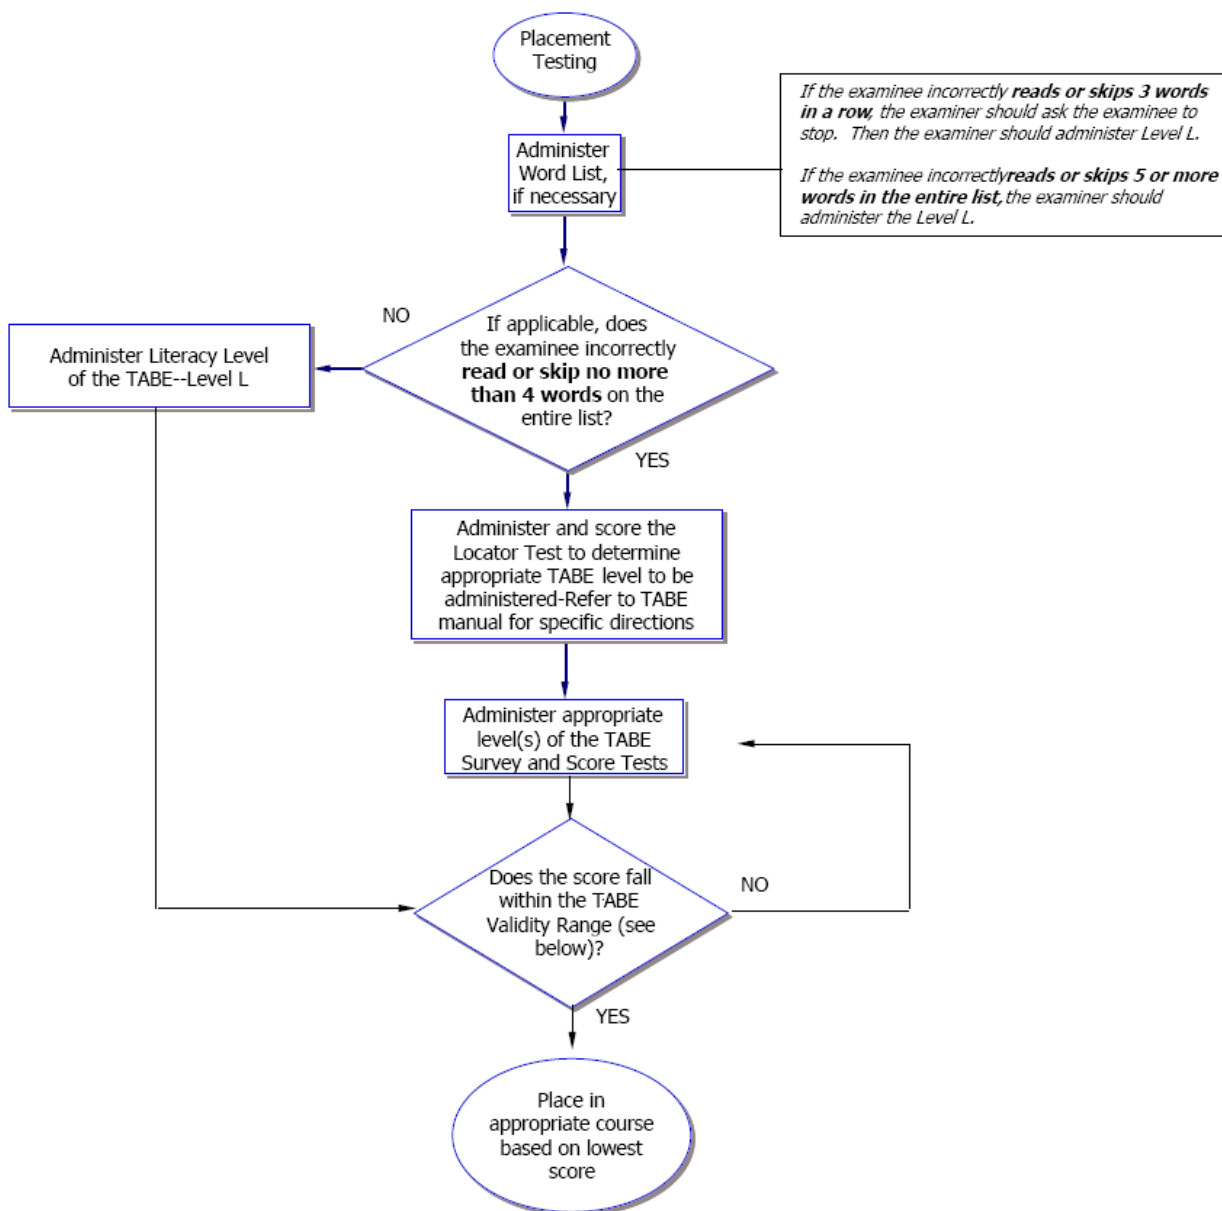 Placement
Testing
If the examinee incorrectly reads or skips 3 words
in a row, the examiner should ask the examinee to
stop.  Then the examiner should administer Level L.
If the examinee incorrectlyreads or skips 5 or more
words in the entire list, the examiner should
administer the Level L.
Administer
Word List,
if necessary
NO
If applicable, does
the examinee incorrectly
read or skip no more
than 4 words on the
entire list?
Administer Literacy Level
of the TABE--Level L
YES
Administer and score the
Locator Test to determine
appropriate TABE level to be
administered-Refer to TABE
manual for specific directions
Administer appropriate
level(s) of the TABE
Survey and Score Tests
Does the score fall
within the TABE
Validity Range (see
below)?
NO
YES
Place in
appropriate course
based on lowest
score